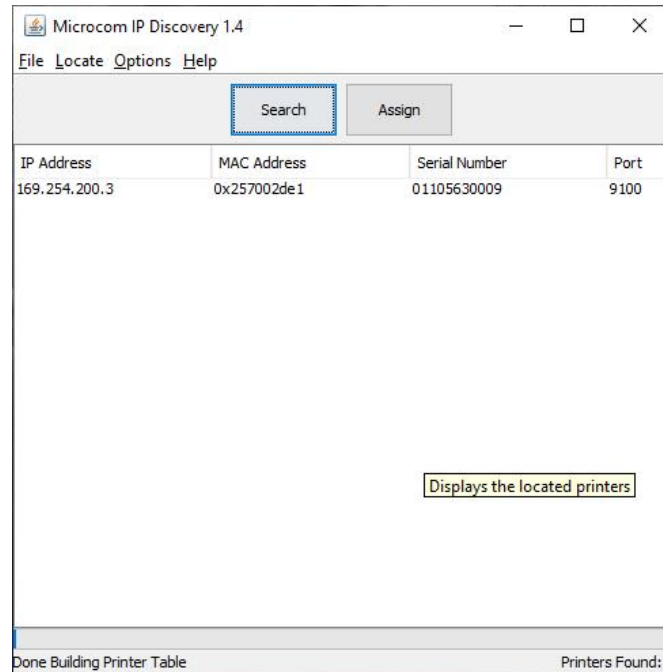 Microcom IP Discovery 1.4
File Locate Options Help
Search Assign
IP Address MAC Address Serial Number Port
169.254.200.3 0x257002de1 01105630009 9100
Displays the located printers
Done Building Printer Table Printers Found: